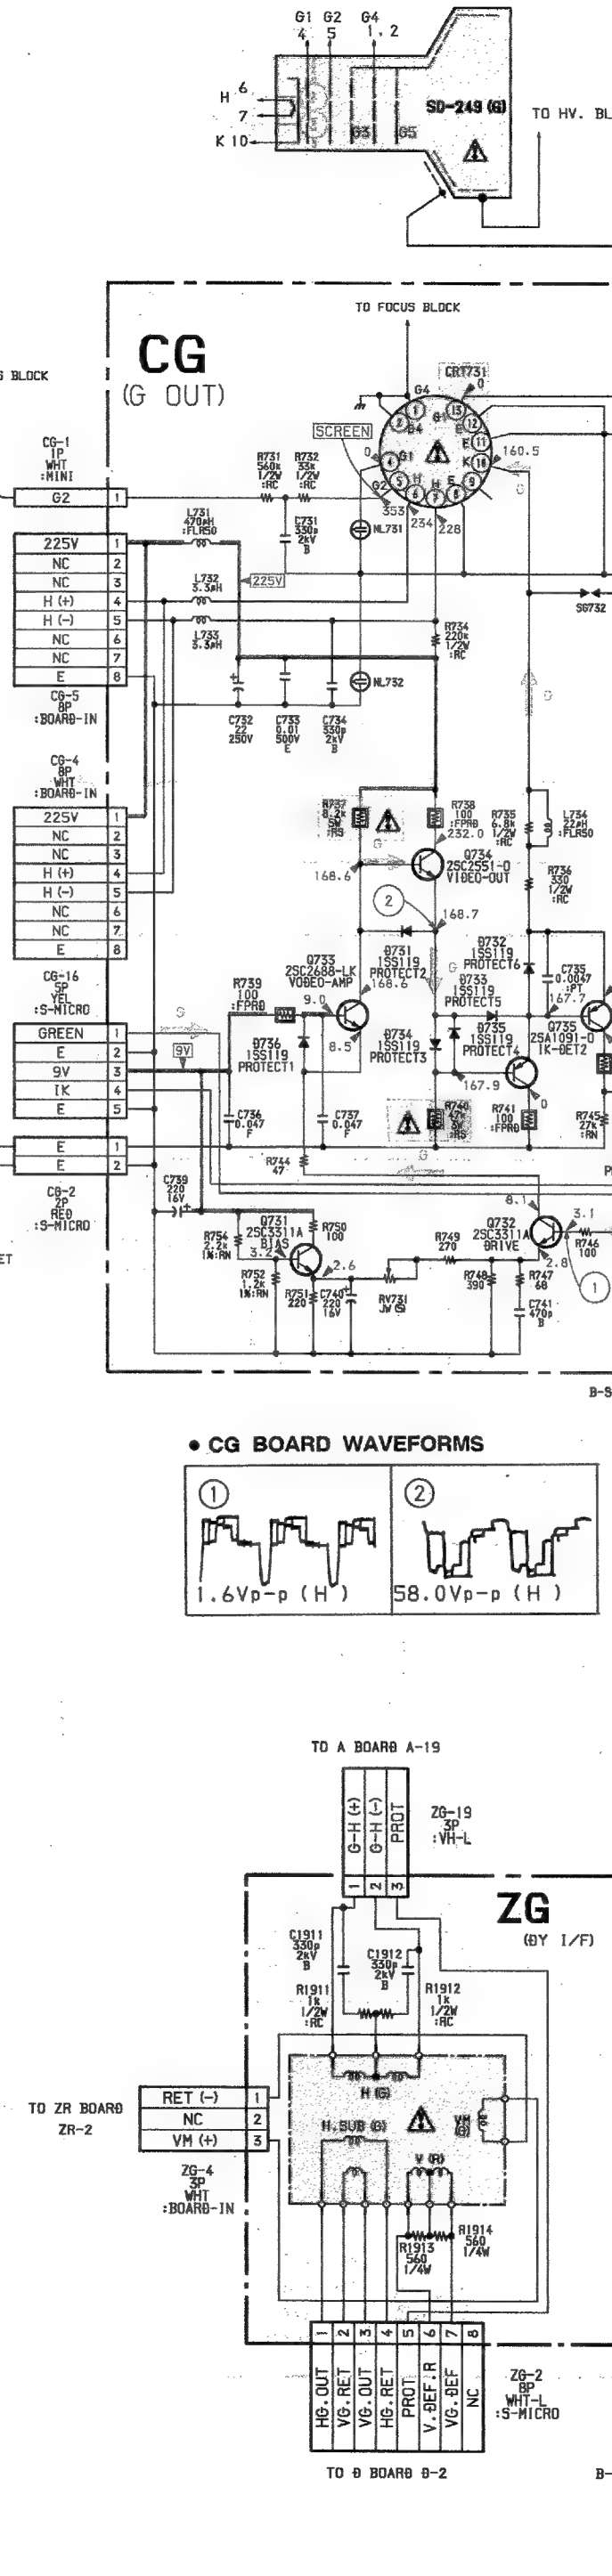 G1 G2 G4
4 5 1, 2
H 6
7
K 10
G3 G5
SD-249 (G)
TO HV. BL
TO FOCUS BLOCK
CG
(G OUT)
G BLOCK
CRT731
0
SCREEN
160.5
353
234
228
CG-1
1P
WHT
:MINI
G2 1
R731
560k
1/2W
:RC
R732
33k
1/2W
:RC
L731
470μH
:FLR50
C731
330p
2kV
B
NL731
225V
225V 1
NC 2
NC 3
H (+) 4
H (-) 5
NC 6
NC 7
E 8
L732
3.3μH
L733
3.3μH
R734
220k
1/2W
:RC
SG732
NL732
CG-5
8P
:BOARD-IN
C732
22
250V
C733
0.01
500V
E
C734
330p
2kV
B
CG-4
8P
WHT
:BOARD-IN
225V 1
NC 2
NC 3
H (+) 4
H (-) 5
NC 6
NC 7
E 8
R737
8.2k
5W
:RS
R738
100
:FPRD
232.0
R735
6.8k
1/2W
:RC
L734
22μH
:FLR50
Q734
2SC2551-O
VIDEO-OUT
R736
330
1/2W
:RC
168.6
2
168.7
CG-16
5P
YEL
:S-MICRO
Q733
2SC2688-LK
VODEO-AMP
D731
1SS119
PROTECT2
D732
1SS119
PROTECT6
D733
1SS119
PROTECT5
C735
0.0047
:PT
167.7
R739
100
:FPRD
9.0
168.6
8.5
GREEN 1
E 2
9V 3
IK 4
E 5
9V
D736
1SS119
PROTECT1
D734
1SS119
PROTECT3
D735
1SS119
PROTECT4
Q735
2SA1091-O
IK-DET2
167.9
0
C736
0.047
F
C737
0.047
F
R740
47k
5W
:RS
R741
100
:FPRD
R745
27k
:RN
E 1
E 2
CG-2
2P
RED
:S-MICRO
R744
47
C739
220
16V
8.1
3.1
Q731
2SC3311A
BIAS
R750
100
R754
2.2k
1%:RN
3.2
2.6
R752
1.2k
1%:RN
R751
220
C740
220
16V
RV731
JW (S)
R749
270
Q732
2SC3311A
DRIVE
2.8
R746
100
R748
390
R747
68
C741
470p
B
1
B-S
• CG BOARD WAVEFORMS
1 2
1.6Vp-p (H) 58.0Vp-p (H)
TO A BOARD A-19
G-H (+) 1
G-H (-) 2
PROT 3
ZG-19
3P
:VH-L
ZG
(DY I/F)
C1911
330p
2kV
B
C1912
330p
2kV
B
R1911
1k
1/2W
:RC
R1912
1k
1/2W
:RC
H (G)
TO ZR BOARD
ZR-2
RET (-) 1
NC 2
VM (+) 3
H.SUB (G)
VM
(G)
V (R)
ZG-4
3P
WHT
:BOARD-IN
R1913
560
1/4W
R1914
560
1/4W
HG.OUT 1
VG.RET 2
VG.OUT 3
HG.RET 4
PROT 5
V.DEF.R 6
VG.DEF 7
NC 8
ZG-2
8P
WHT-L
:S-MICRO
TO D BOARD D-2
B-